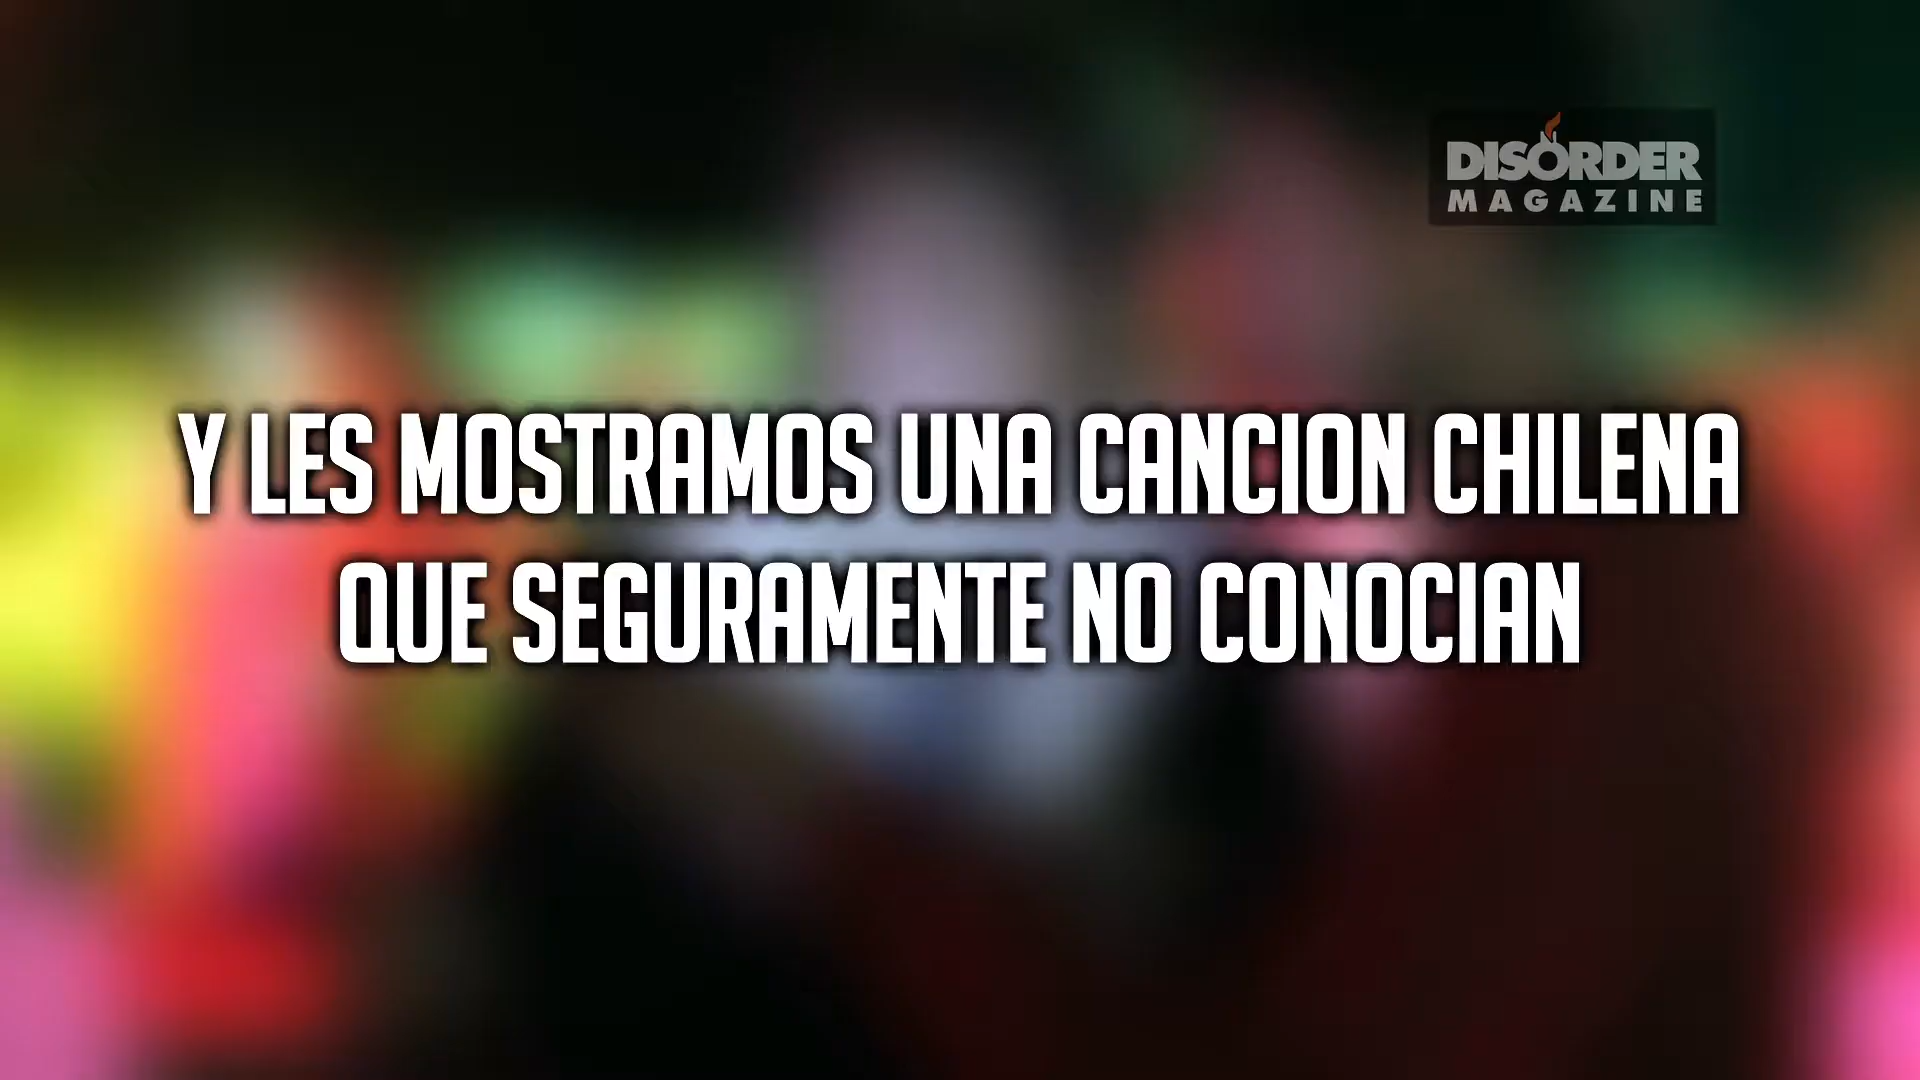 DISORDER
MAGAZINE
Y LES MOSTRAMOS UNA CANCION CHILENA
QUE SEGURAMENTE NO CONOCIAN